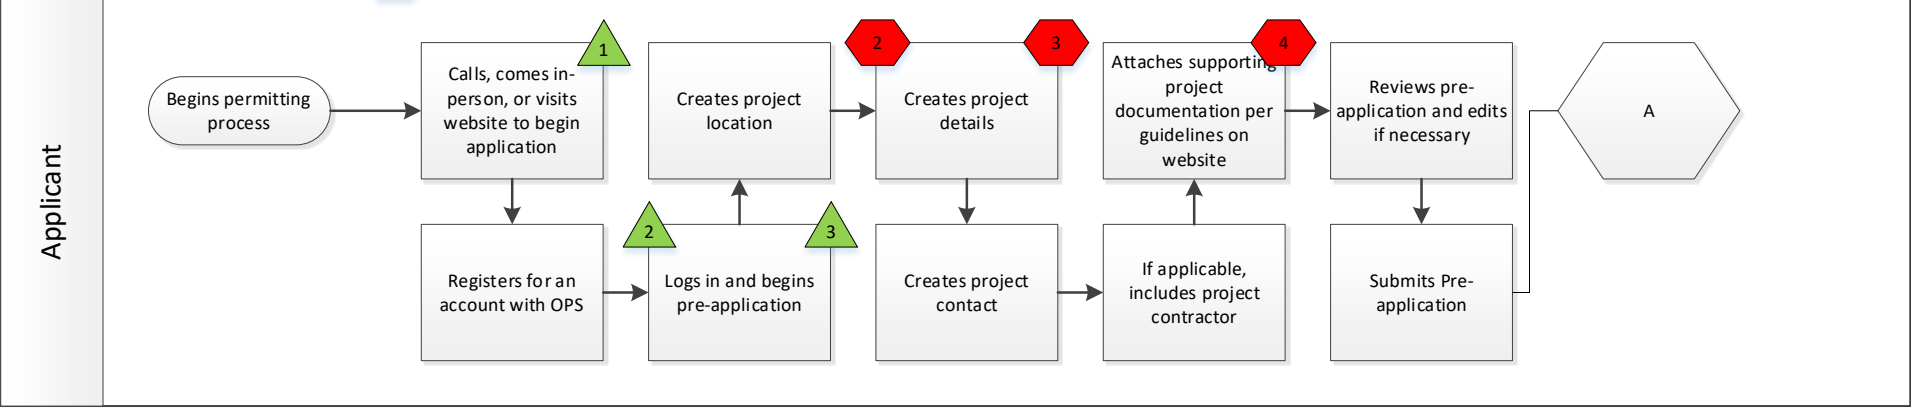 Applicant
Begins permitting
process
1
Calls, comes in-
person, or visits
website to begin
application
Registers for an
account with OPS
2
3
Logs in and begins
pre-application
Creates project
location
2
3
Creates project
details
Creates project
contact
If applicable,
includes project
contractor
4
Attaches supporting
project
documentation per
guidelines on
website
Reviews pre-
application and edits
if necessary
Submits Pre-
application
A